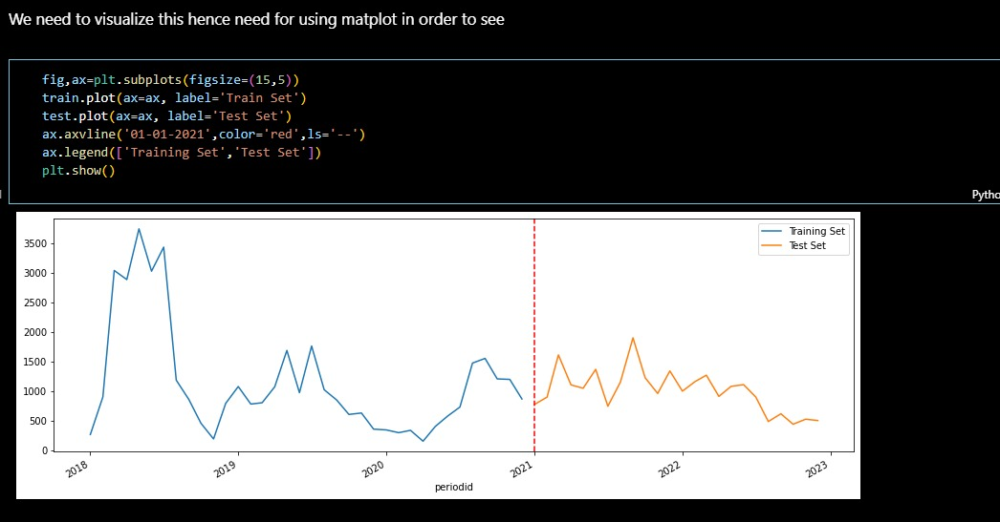 We need to visualize this hence need for using matplot in order to see
fig,ax=plt.subplots(figsize=(15,5))
train.plot(ax=ax, label='Train Set')
test.plot(ax=ax, label='Test Set')
ax.axvline('01-01-2021',color='red',ls='--')
ax.legend(['Training Set','Test Set'])
plt.show()
Training Set
Test Set
3500
3000
2500
2000
1500
1000
500
0
2018 2019 2020 2021 2022 2023
periodid